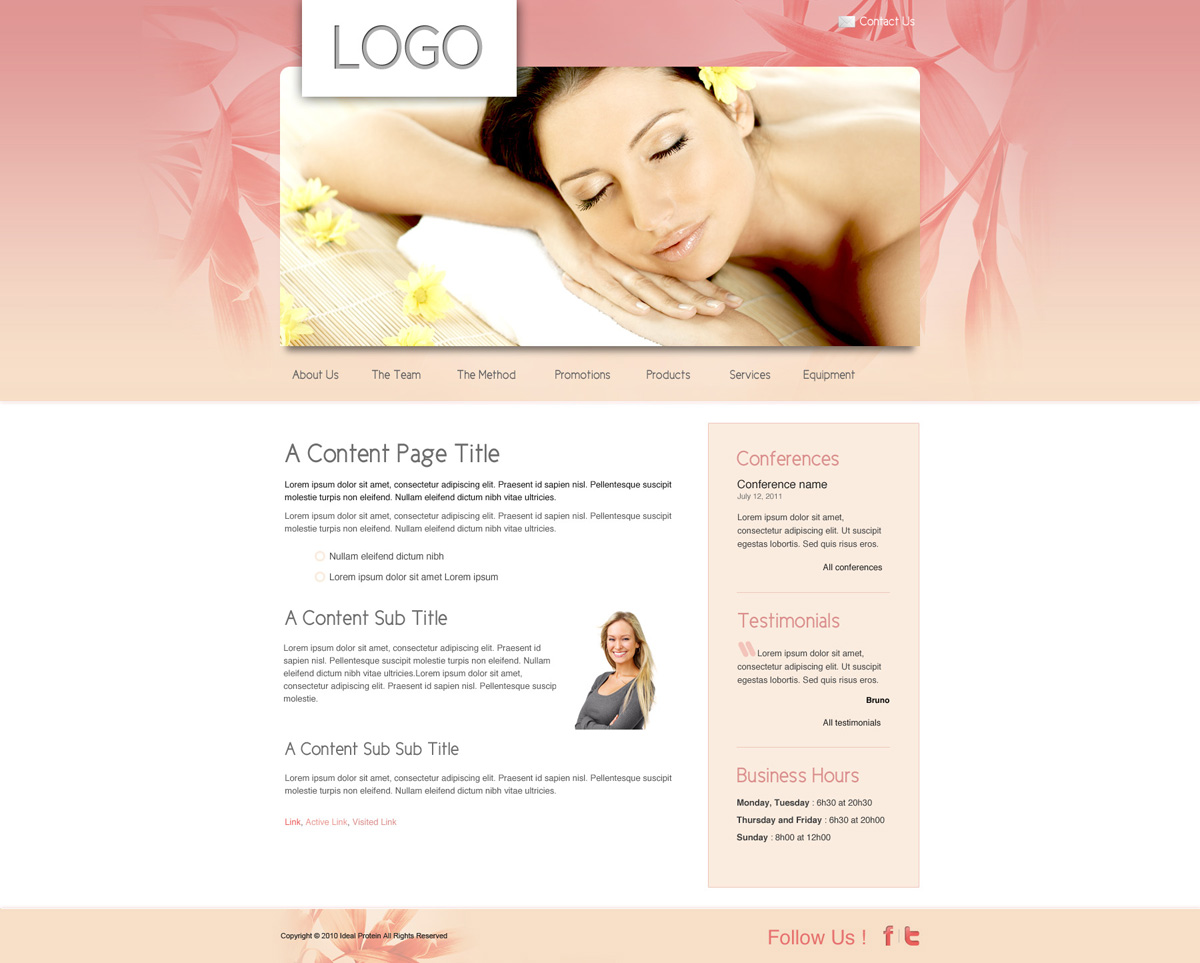 LOGO
Contact Us
About Us The Team The Method Promotions Products Services Equipment
A Content Page Title
Lorem ipsum dolor sit amet, consectetur adipiscing elit. Praesent id sapien nisl. Pellentesque suscipit
molestie turpis non eleifend. Nullam eleifend dictum nibh vitae ultricies.
Lorem ipsum dolor sit amet, consectetur adipiscing elit. Praesent id sapien nisl. Pellentesque suscipit
molestie turpis non eleifend. Nullam eleifend dictum nibh vitae ultricies.
Nullam eleifend dictum nibh
Lorem ipsum dolor sit amet Lorem ipsum
A Content Sub Title
Lorem ipsum dolor sit amet, consectetur adipiscing elit. Praesent id
sapien nisl. Pellentesque suscipit molestie turpis non eleifend. Nullam
eleifend dictum nibh vitae ultricies.Lorem ipsum dolor sit amet,
consectetur adipiscing elit. Praesent id sapien nisl. Pellentesque suscip
molestie.
A Content Sub Sub Title
Lorem ipsum dolor sit amet, consectetur adipiscing elit. Praesent id sapien nisl. Pellentesque suscipit
molestie turpis non eleifend. Nullam eleifend dictum nibh vitae ultricies.
Link, Active Link, Visited Link
Conferences
Conference name
July 12, 2011
Lorem ipsum dolor sit amet,
consectetur adipiscing elit. Ut suscipit
egestas lobortis. Sed quis risus eros.
All conferences
Testimonials
Lorem ipsum dolor sit amet,
consectetur adipiscing elit. Ut suscipit
egestas lobortis. Sed quis risus eros.
Bruno
All testimonials
Business Hours
Monday, Tuesday : 6h30 at 20h30
Thursday and Friday : 6h30 at 20h00
Sunday : 8h00 at 12h00
Copyright © 2010 Ideal Protein All Rights Reserved
Follow Us ! f t